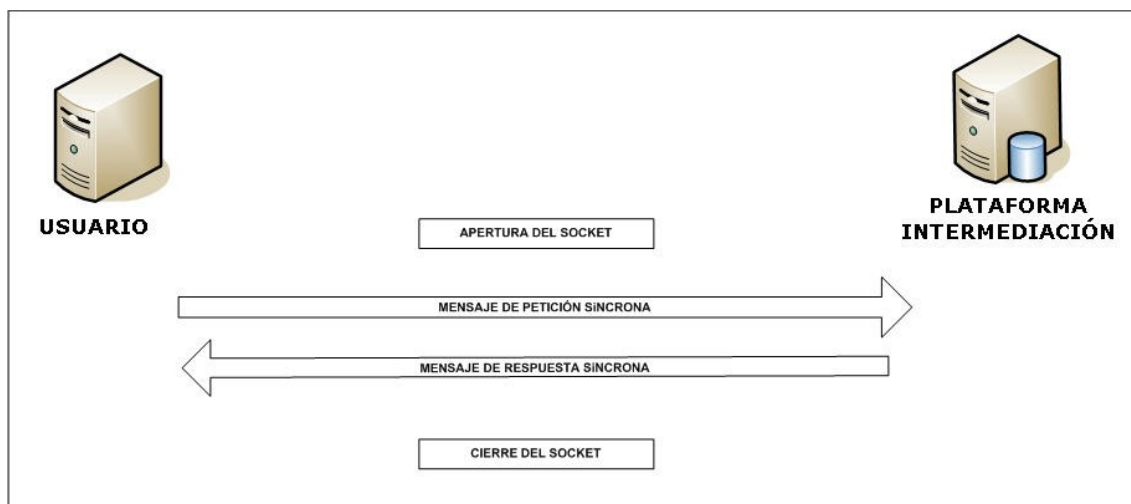 USUARIO
PLATAFORMA
INTERMEDIACIÓN
APERTURA DEL SOCKET
MENSAJE DE PETICIÓN SíNCRONA
MENSAJE DE RESPUESTA SíNCRONA
CIERRE DEL SOCKET